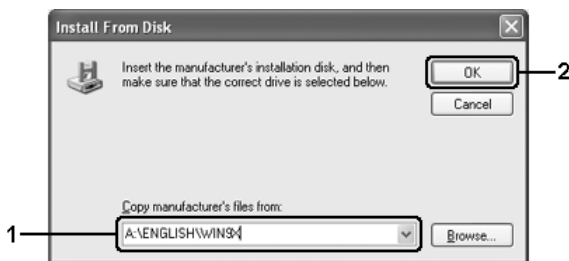 Install From Disk
Insert the manufacturer's installation disk, and then
make sure that the correct drive is selected below.
OK
2
Cancel
Copy manufacturer's files from:
1
A:\ENGLISH\WIN9X
Browse...